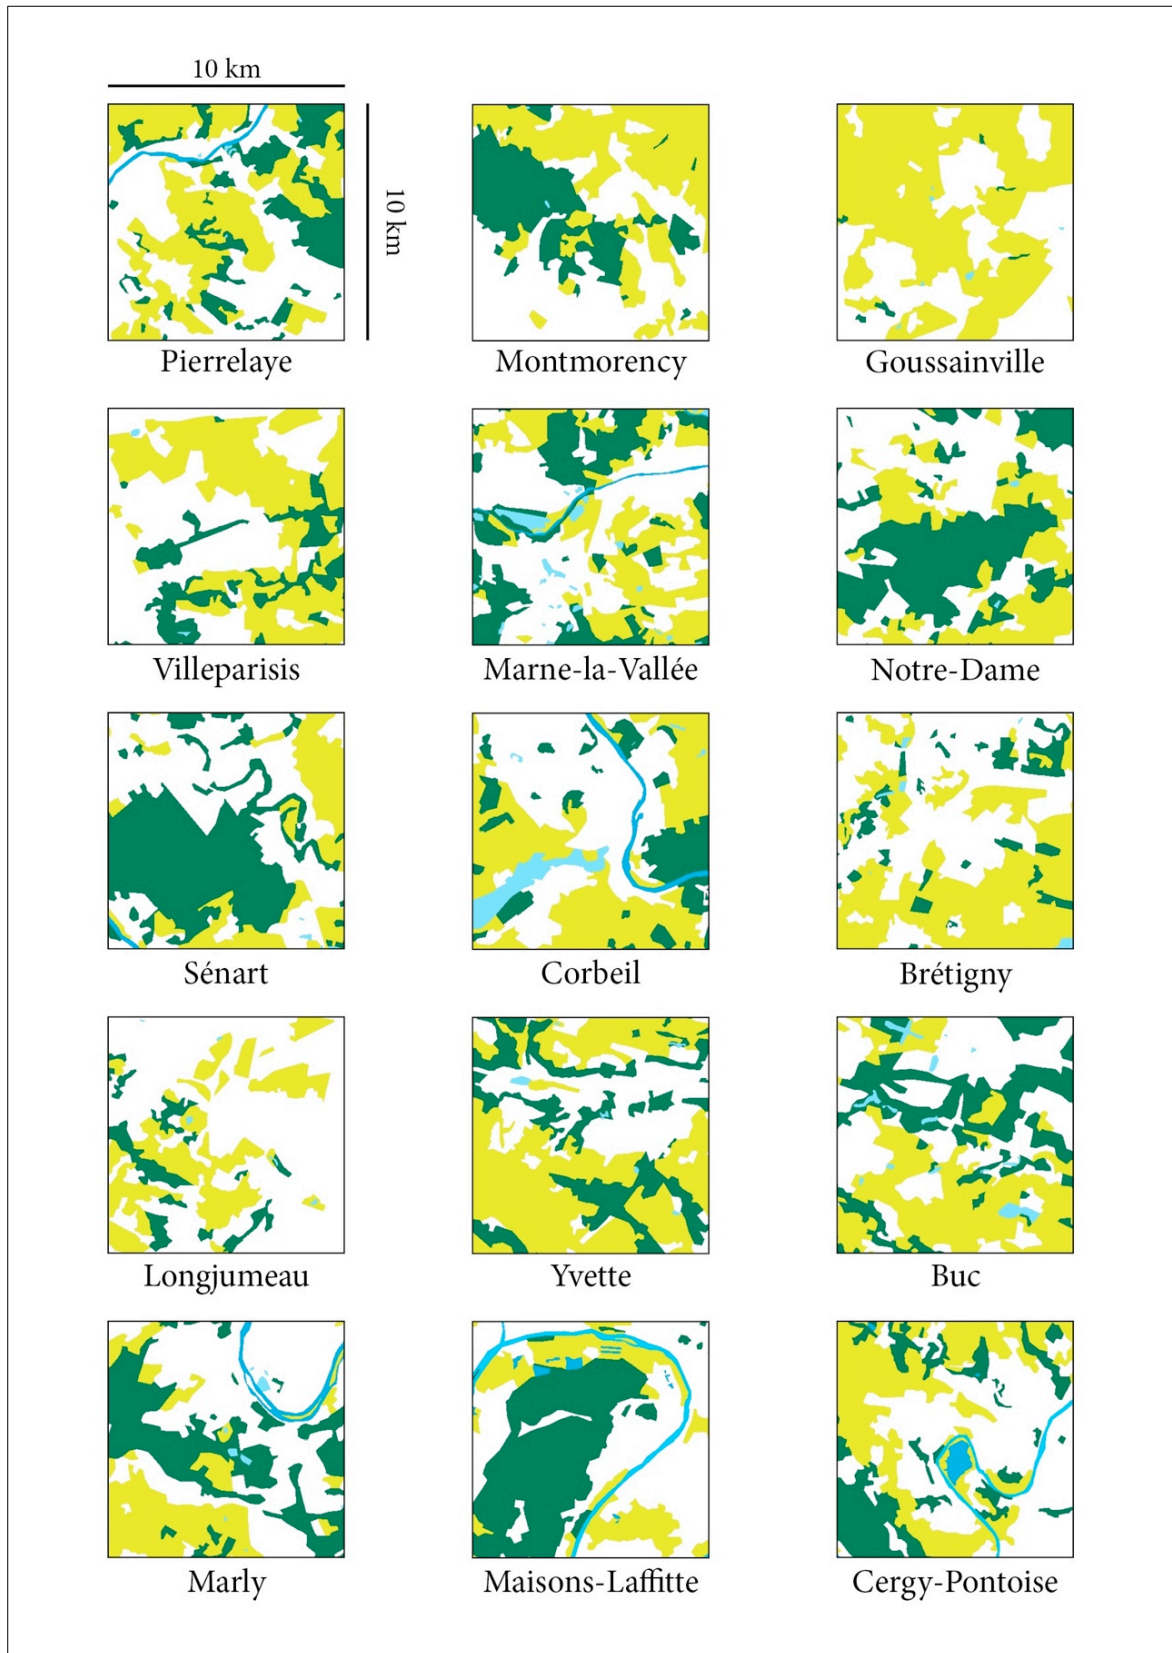 10 km
10 km
Pierrelaye
Montmorency
Goussainville
Villeparisis
Marne-la-Vallée
Notre-Dame
Sénart
Corbeil
Brétigny
Longjumeau
Yvette
Buc
Marly
Maisons-Laffitte
Cergy-Pontoise